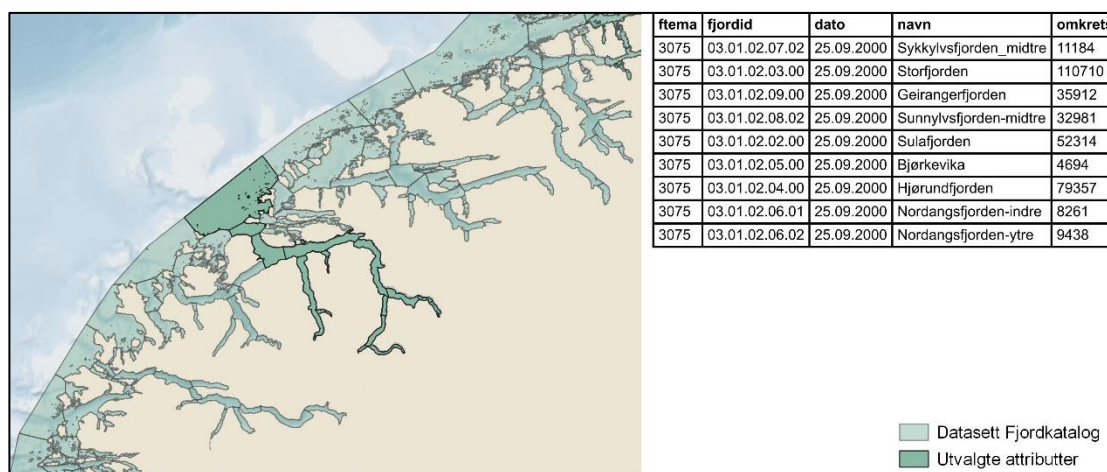 ftema fjordid dato navn omkrets
3075 03.01.02.07.02 25.09.2000 Sykkylvsfjorden_midtre 11184
3075 03.01.02.03.00 25.09.2000 Storfjorden 110710
3075 03.01.02.09.00 25.09.2000 Geirangerfjorden 35912
3075 03.01.02.08.02 25.09.2000 Sunnylvsfjorden-midtre 32981
3075 03.01.02.02.00 25.09.2000 Sulafjorden 52314
3075 03.01.02.05.00 25.09.2000 Bjørkevika 4694
3075 03.01.02.04.00 25.09.2000 Hjørundfjorden 79357
3075 03.01.02.06.01 25.09.2000 Nordangsfjorden-indre 8261
3075 03.01.02.06.02 25.09.2000 Nordangsfjorden-ytre 9438
Datasett Fjordkatalog
Utvalgte attributter